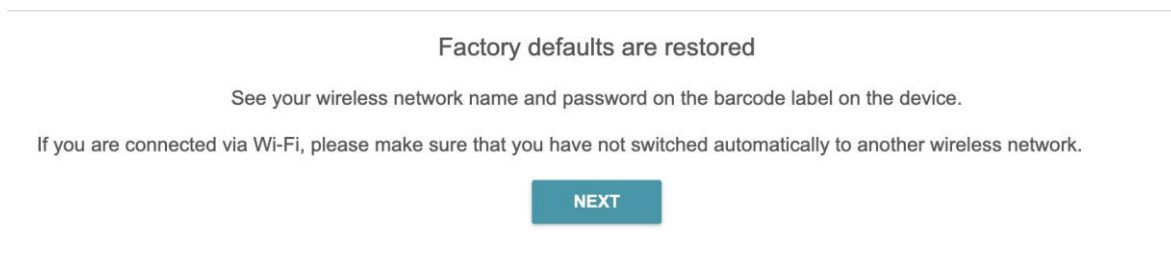 Factory defaults are restored
See your wireless network name and password on the barcode label on the device.
If you are connected via Wi-Fi, please make sure that you have not switched automatically to another wireless network.
NEXT